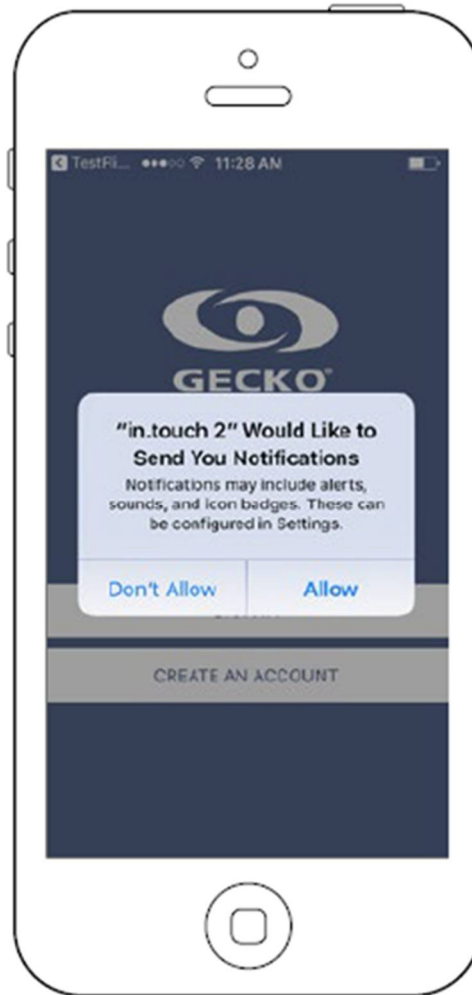 TestFli... 11:28 AM
GECKO®
"in.touch 2" Would Like to
Send You Notifications
Notifications may include alerts,
sounds, and icon badges. These can
be configured in Settings.
Don't Allow Allow
CREATE AN ACCOUNT